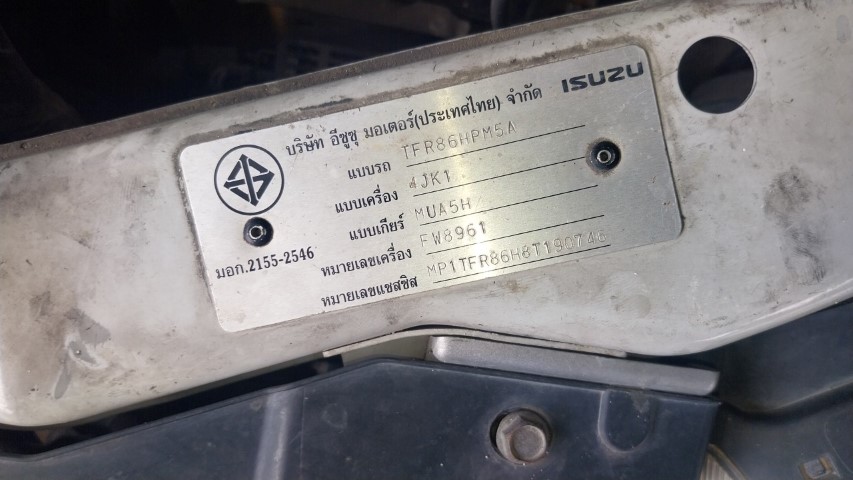 ISUZU
บริษัท อีซูซุ มอเตอร์(ประเทศไทย) จำกัด
แบบรถ TFR86HPM5A
แบบเครื่อง 4JK1
แบบเกียร์ MUA5H
หมายเลขเครื่อง FW8961
หมายเลขแชสซิส MP1TFR86H8T190746
มอก.2155-2546